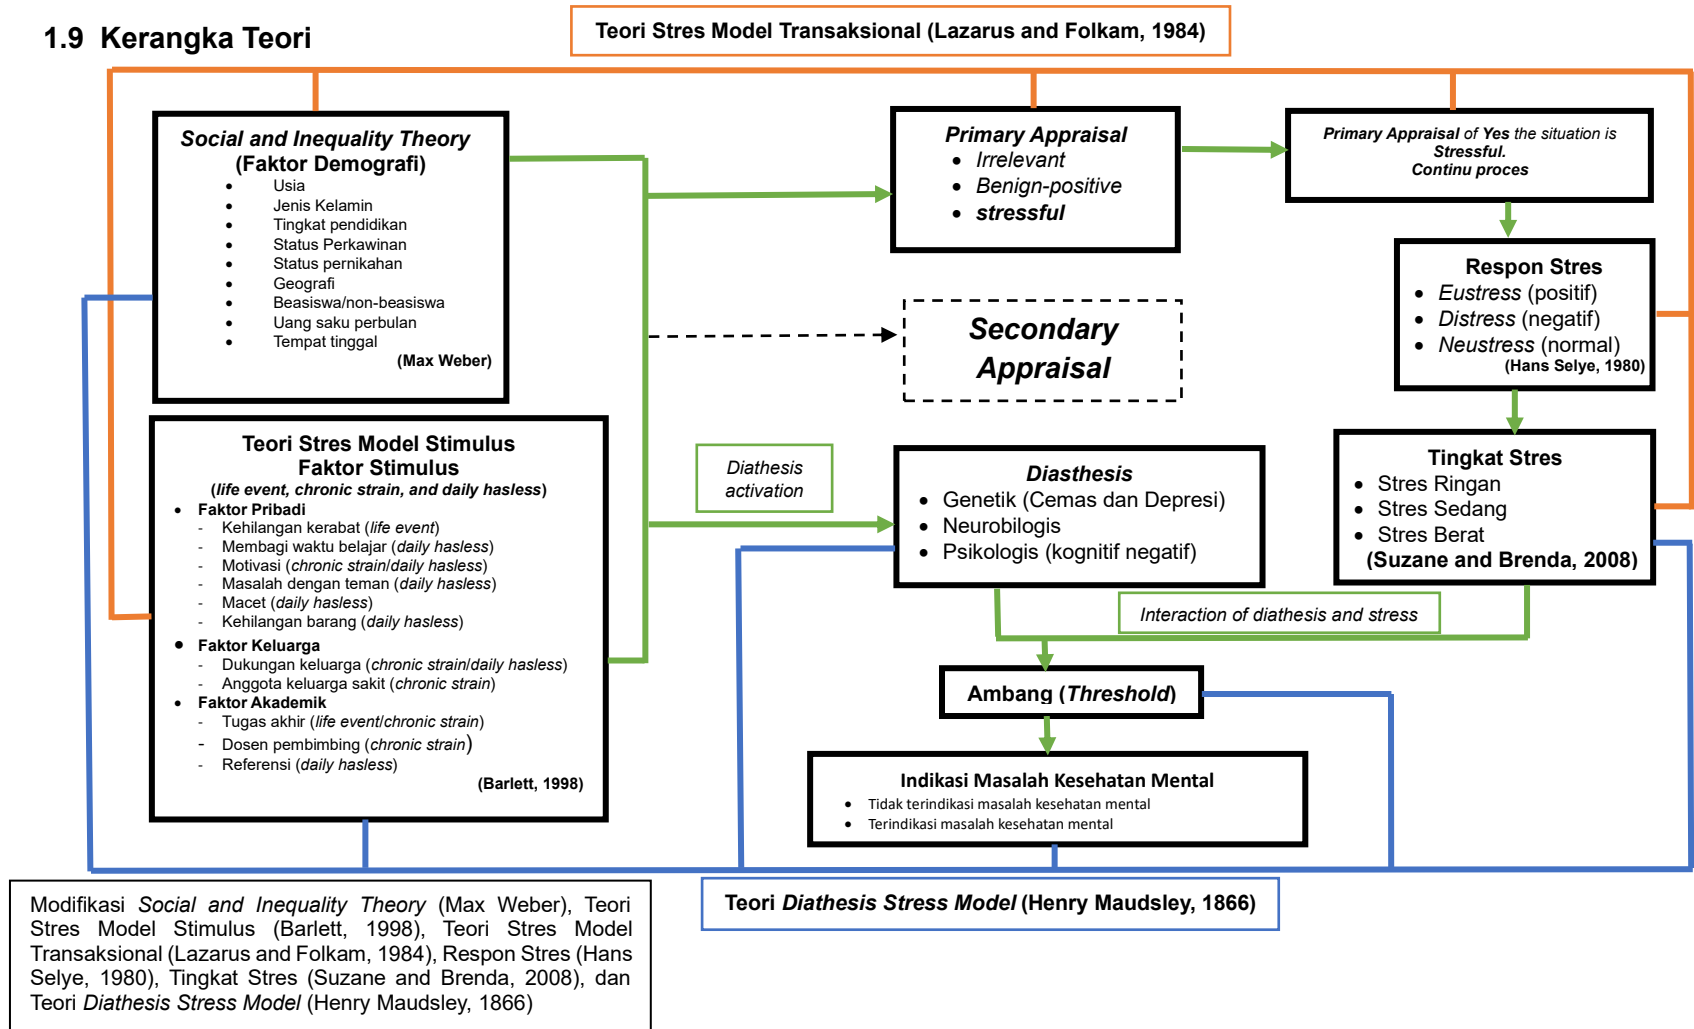 1.9 Kerangka Teori
Teori Stres Model Transaksional (Lazarus and Folkam, 1984)
Social and Inequality Theory
(Faktor Demografi)
• Usia
• Jenis Kelamin
• Tingkat pendidikan
• Status Perkawinan
• Status pernikahan
• Geografi
• Beasiswa/non-beasiswa
• Uang saku perbulan
• Tempat tinggal
(Max Weber)
Primary Appraisal
• Irrelevant
• Benign-positive
• stressful
Primary Appraisal of Yes the situation is
Stressful.
Continu proces
Respon Stres
• Eustress (positif)
• Distress (negatif)
• Neustress (normal)
(Hans Selye, 1980)
Secondary
Appraisal
Teori Stres Model Stimulus
Faktor Stimulus
(life event, chronic strain, and daily hasless)
• Faktor Pribadi
- Kehilangan kerabat (life event)
- Membagi waktu belajar (daily hasless)
- Motivasi (chronic strain/daily hasless)
- Masalah dengan teman (daily hasless)
- Macet (daily hasless)
- Kehilangan barang (daily hasless)
• Faktor Keluarga
- Dukungan keluarga (chronic strain/daily hasless)
- Anggota keluarga sakit (chronic strain)
• Faktor Akademik
- Tugas akhir (life event/chronic strain)
- Dosen pembimbing (chronic strain)
- Referensi (daily hasless)
(Barlett, 1998)
Diathesis
activation
Diasthesis
• Genetik (Cemas dan Depresi)
• Neurobilogis
• Psikologis (kognitif negatif)
Tingkat Stres
• Stres Ringan
• Stres Sedang
• Stres Berat
(Suzane and Brenda, 2008)
Interaction of diathesis and stress
Ambang (Threshold)
Indikasi Masalah Kesehatan Mental
• Tidak terindikasi masalah kesehatan mental
• Terindikasi masalah kesehatan mental
Teori Diathesis Stress Model (Henry Maudsley, 1866)
Modifikasi Social and Inequality Theory (Max Weber), Teori
Stres Model Stimulus (Barlett, 1998), Teori Stres Model
Transaksional (Lazarus and Folkam, 1984), Respon Stres (Hans
Selye, 1980), Tingkat Stres (Suzane and Brenda, 2008), dan
Teori Diathesis Stress Model (Henry Maudsley, 1866)